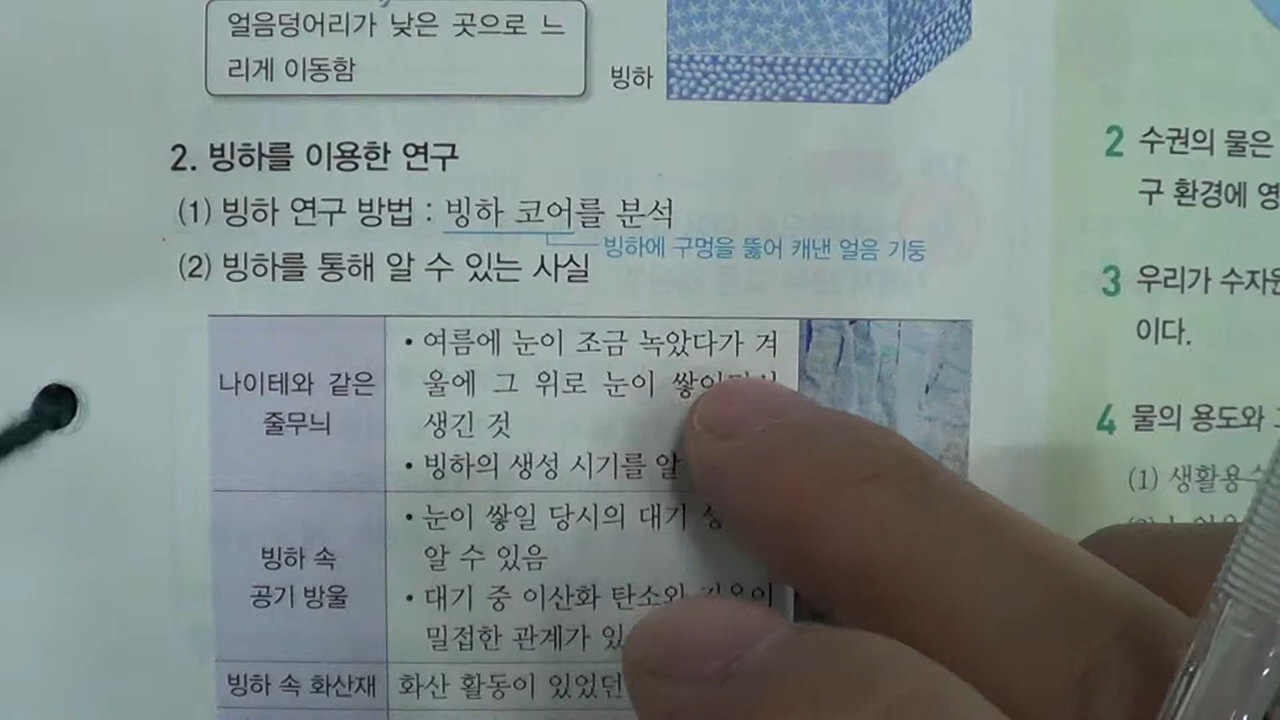 얼음덩어리가 낮은 곳으로 느
리게 이동함
빙하
2. 빙하를 이용한 연구
(1) 빙하 연구 방법 : 빙하 코어를 분석
빙하에 구멍을 뚫어 캐낸 얼음 기둥
(2) 빙하를 통해 알 수 있는 사실
나이테와 같은
줄무늬
• 여름에 눈이 조금 녹았다가 겨
울에 그 위로 눈이
생긴 것
• 빙하의 생성 시기를 알
빙하 속
공기 방울
• 눈이 쌓일 당시의 대기
알 수 있음
• 대기 중 이산화 탄소와
밀접한 관계가 있
빙하 속 화산재
화산 활동이 있었던
2 수권의 물은
구 환경에 영
3 우리가 수자원
이다.
4 물의 용도와
(1) 생활용수